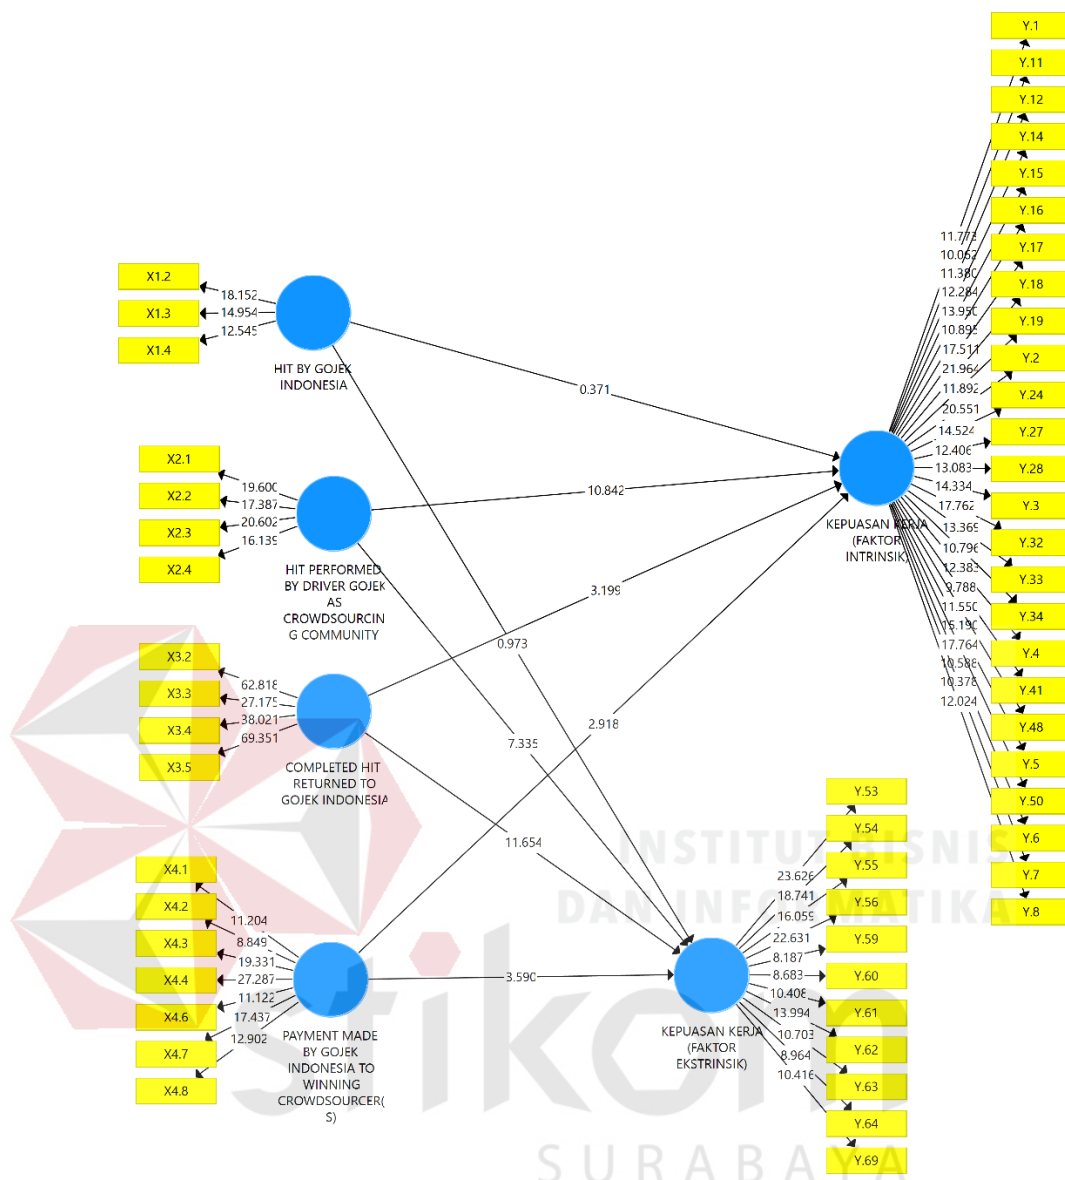 Y.1
Y.11
Y.12
Y.14
Y.15
Y.16
Y.17
Y.18
Y.19
Y.2
Y.24
Y.27
Y.28
Y.3
Y.32
Y.33
Y.34
Y.4
Y.41
Y.48
Y.5
Y.50
Y.6
Y.7
Y.8
11.773
10.052
11.380
12.284
13.950
10.895
17.511
21.964
11.892
20.551
14.524
12.406
13.083
14.334
17.762
13.369
10.796
12.383
9.788
11.550
15.190
17.764
10.588
10.378
12.024
X1.2
X1.3
X1.4
18.152
14.954
12.545
HIT BY GOJEK
INDONESIA
0.371
0.973
X2.1
X2.2
X2.3
X2.4
19.600
17.387
20.602
16.139
HIT PERFORMED
BY DRIVER GOJEK
AS
CROWDSOURCIN
G COMMUNITY
10.842
7.335
KEPUASAN KERJA
(FAKTOR
INTRINSIK)
X3.2
X3.3
X3.4
X3.5
62.818
27.175
38.021
69.351
COMPLETED HIT
RETURNED TO
GOJEK INDONESIA
3.199
11.654
X4.1
X4.2
X4.3
X4.4
X4.6
X4.7
X4.8
11.204
8.849
19.331
27.287
11.122
17.437
12.902
PAYMENT MADE
BY GOJEK
INDONESIA TO
WINNING
CROWDSOURCER(
S)
2.918
3.590
KEPUASAN KERJA
(FAKTOR
EKSTRINSIK)
23.626
18.741
16.059
22.631
8.187
8.683
10.408
13.994
10.703
8.964
10.416
Y.53
Y.54
Y.55
Y.56
Y.59
Y.60
Y.61
Y.62
Y.63
Y.64
Y.69
INSTITUT BISNIS
DAN INFORMATIKA
stikom
SURABAYA